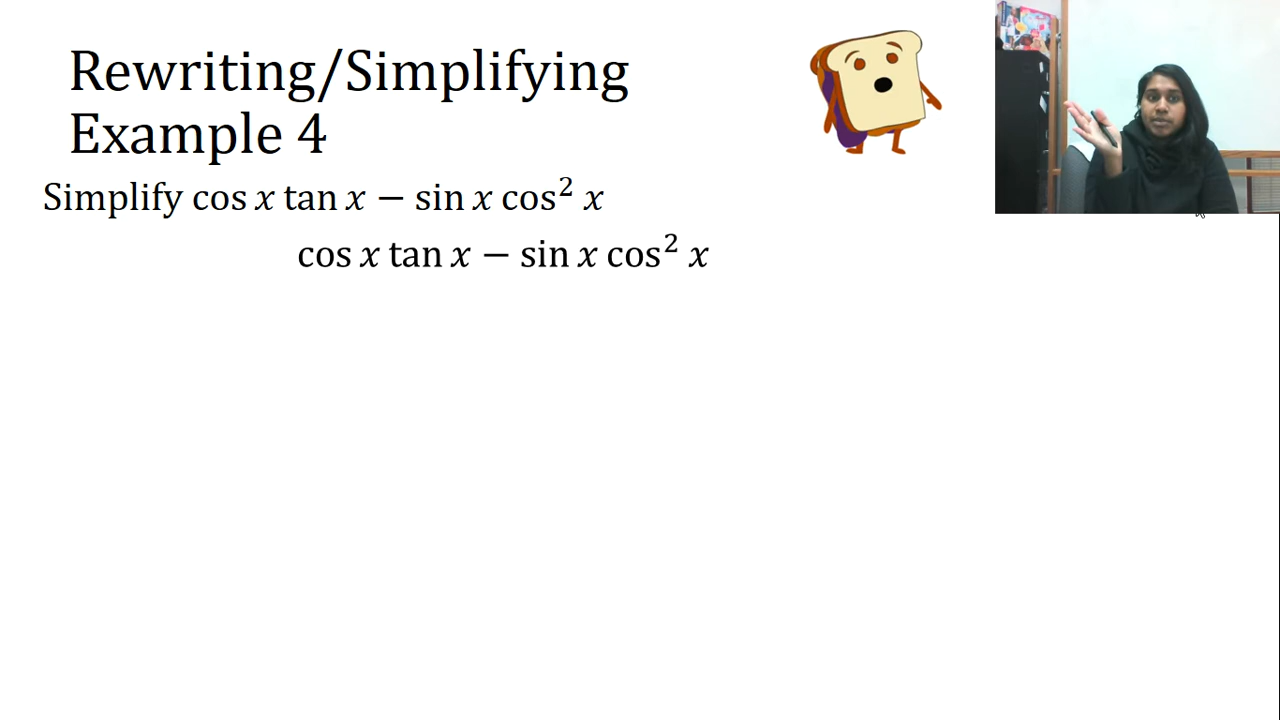 Rewriting/Simplifying
Example 4
Simplify cos x tan x − sin x cos² x
cos x tan x − sin x cos² x